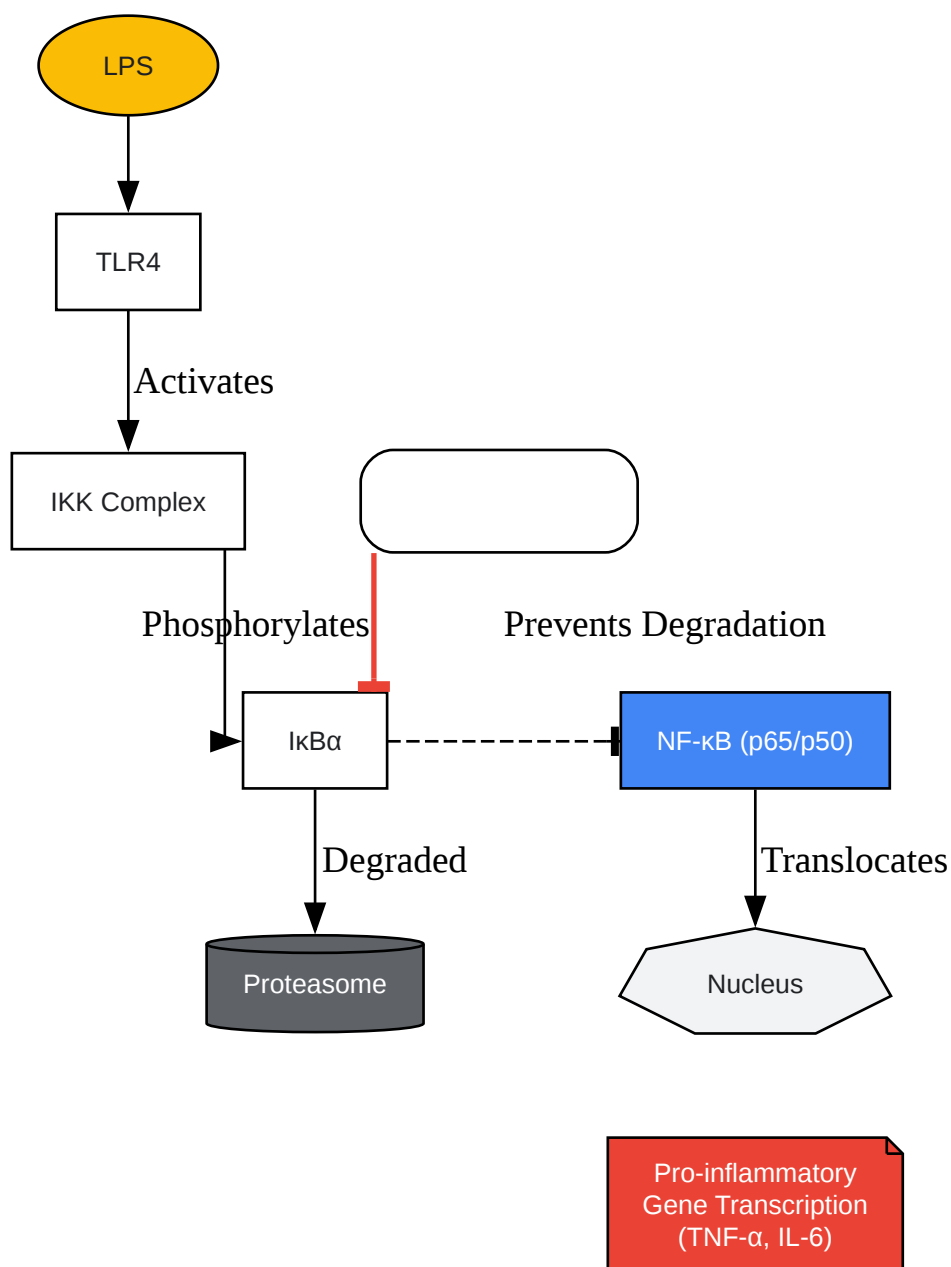 LPS
TLR4
Activates
IKK Complex
Phosphorylates
Prevents Degradation
IκBα
NF-κB (p65/p50)
Degraded
Translocates
Proteasome
Nucleus
Pro-inflammatory
Gene Transcription
(TNF-α, IL-6)